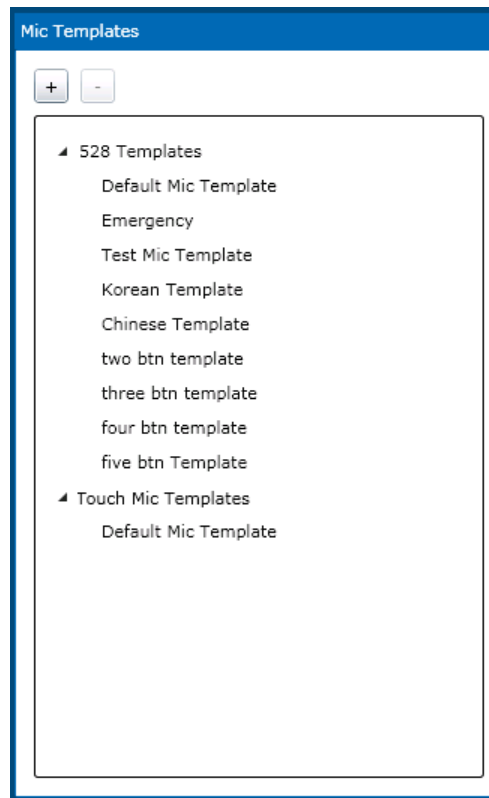 Mic Templates
+ -
528 Templates
Default Mic Template
Emergency
Test Mic Template
Korean Template
Chinese Template
two btn template
three btn template
four btn template
five btn Template
Touch Mic Templates
Default Mic Template